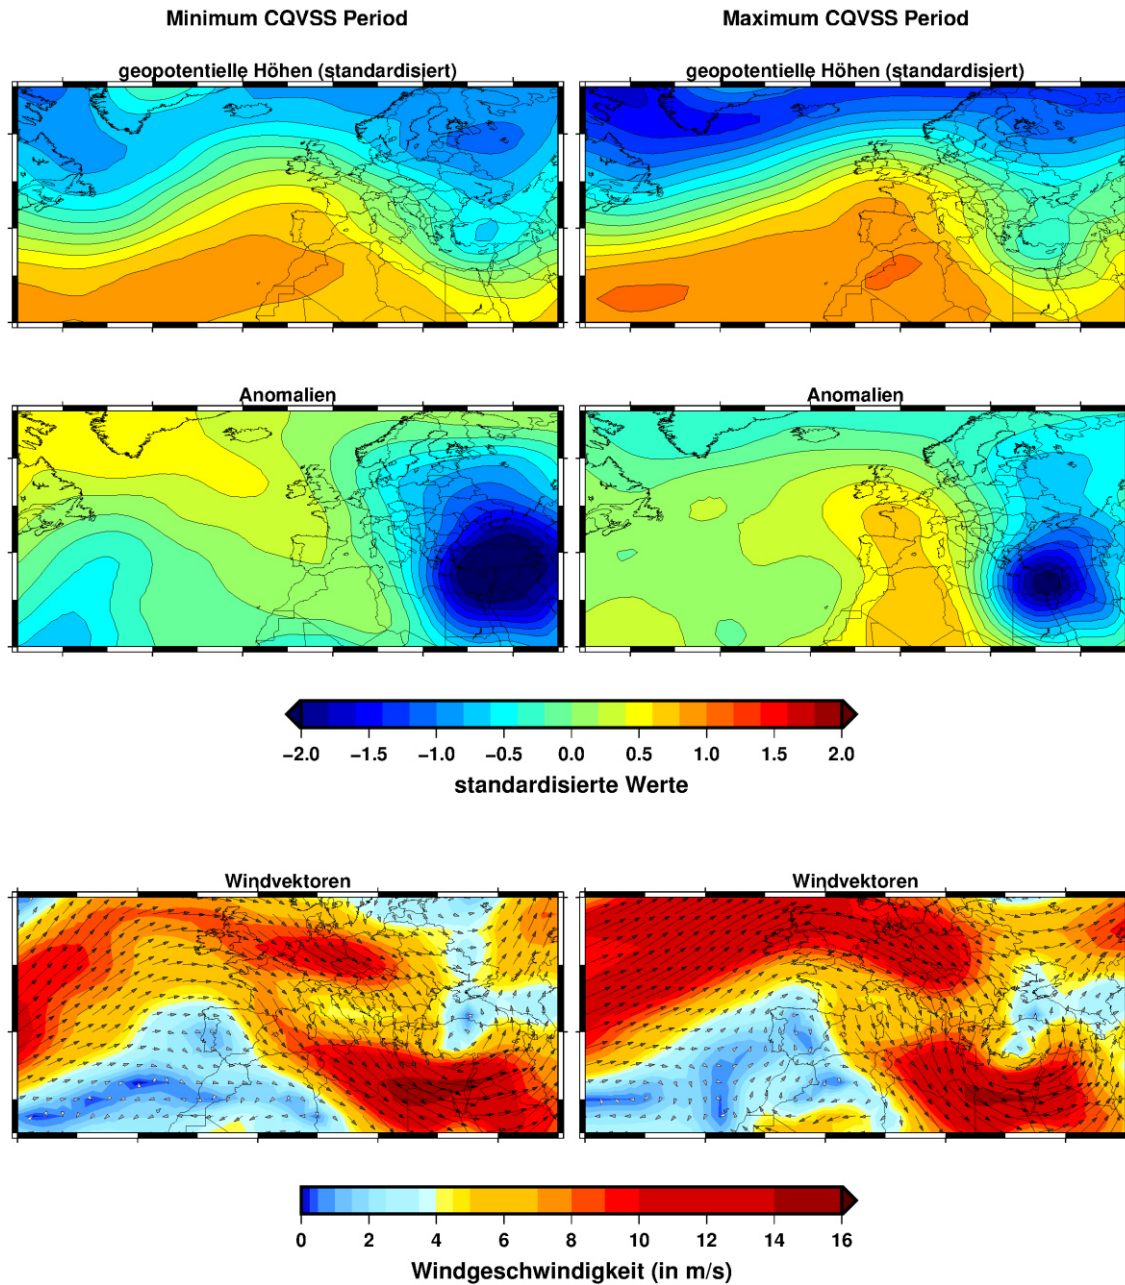 Minimum CQVSS Period
Maximum CQVSS Period
geopotentielle Höhen (standardisiert)
geopotentielle Höhen (standardisiert)
Anomalien
Anomalien
−2.0 −1.5 −1.0 −0.5 0.0 0.5 1.0 1.5 2.0
standardisierte Werte
Windvektoren
Windvektoren
0 2 4 6 8 10 12 14 16
Windgeschwindigkeit (in m/s)